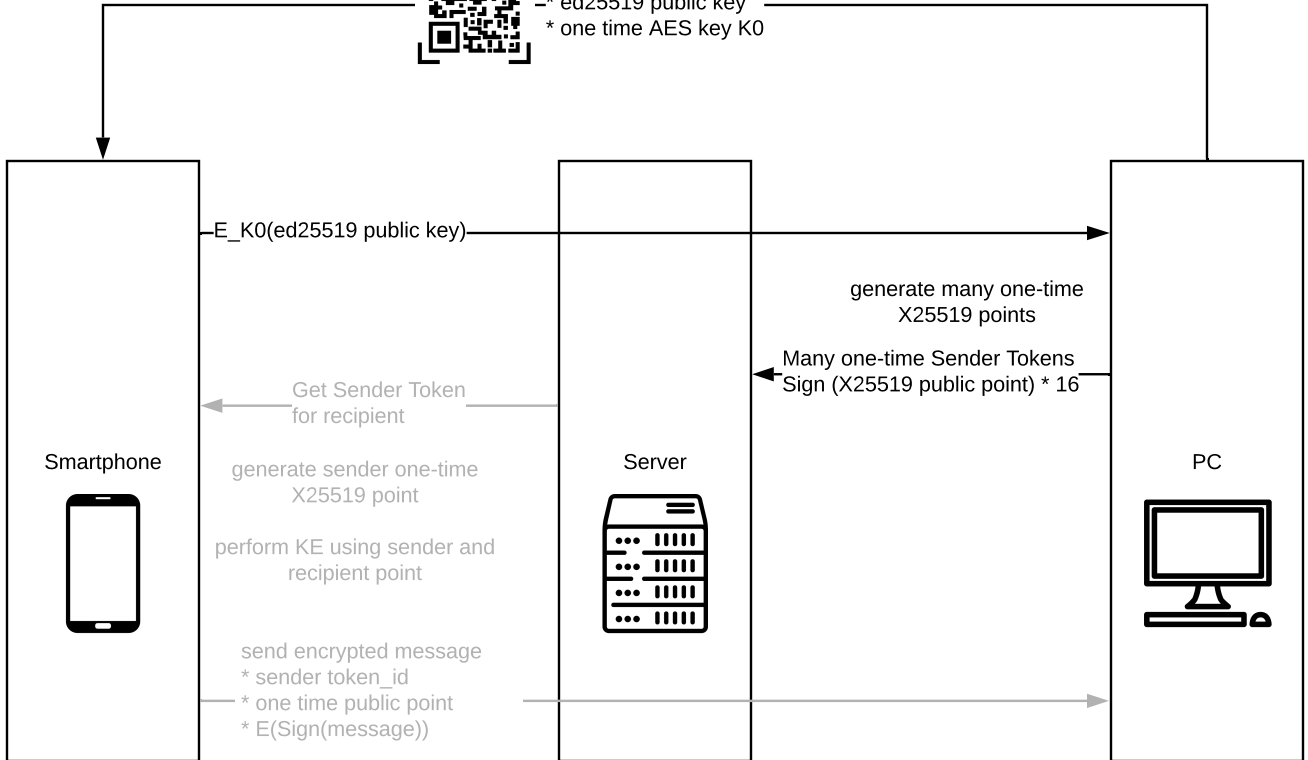 * ed25519 public key
* one time AES key K0
E_K0(ed25519 public key)
generate many one-time
X25519 points
Many one-time Sender Tokens
Sign (X25519 public point) * 16
Get Sender Token
for recipient
Smartphone
Server
PC
generate sender one-time
X25519 point
perform KE using sender and
recipient point
send encrypted message
* sender token_id
* one time public point
* E(Sign(message))